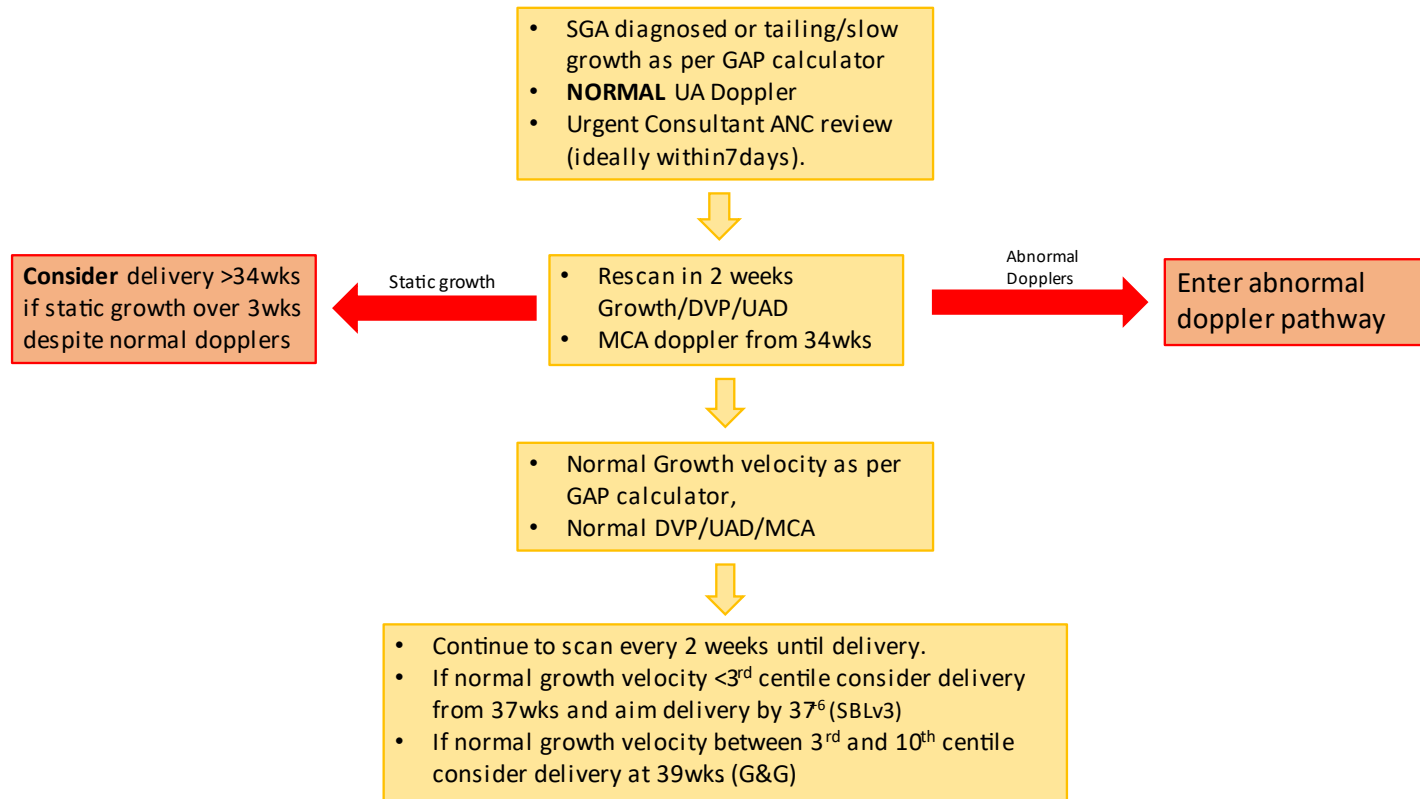 • SGA diagnosed or tailing/slow
growth as per GAP calculator
• NORMAL UA Doppler
• Urgent Consultant ANC review
(ideally within7days).
Consider delivery >34wks
if static growth over 3wks
despite normal dopplers
Static growth
• Rescan in 2 weeks
Growth/DVP/UAD
• MCA doppler from 34wks
Abnormal
Dopplers
Enter abnormal
doppler pathway
• Normal Growth velocity as per
GAP calculator,
• Normal DVP/UAD/MCA
• Continue to scan every 2 weeks until delivery.
• If normal growth velocity <3rd centile consider delivery
from 37wks and aim delivery by 37+6 (SBLv3)
• If normal growth velocity between 3rd and 10th centile
consider delivery at 39wks (G&G)